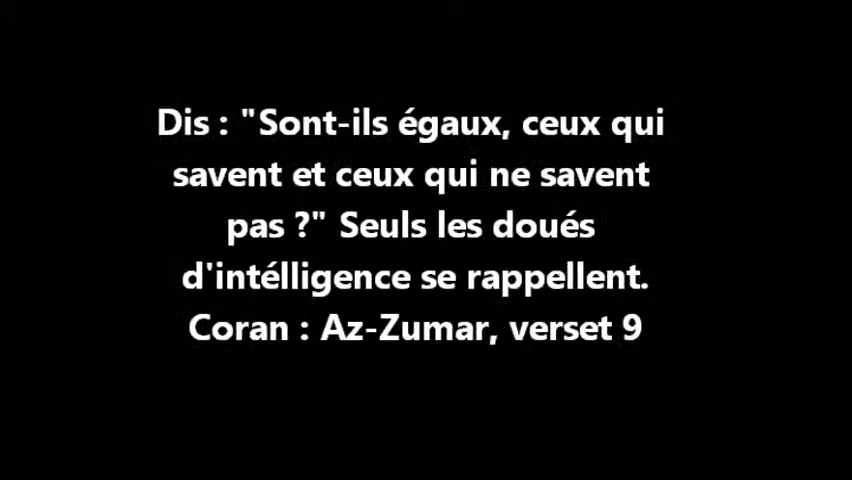 Dis : "Sont-ils égaux, ceux qui
savent et ceux qui ne savent
pas ?" Seuls les doués
d'intélligence se rappellent.
Coran : Az-Zumar, verset 9